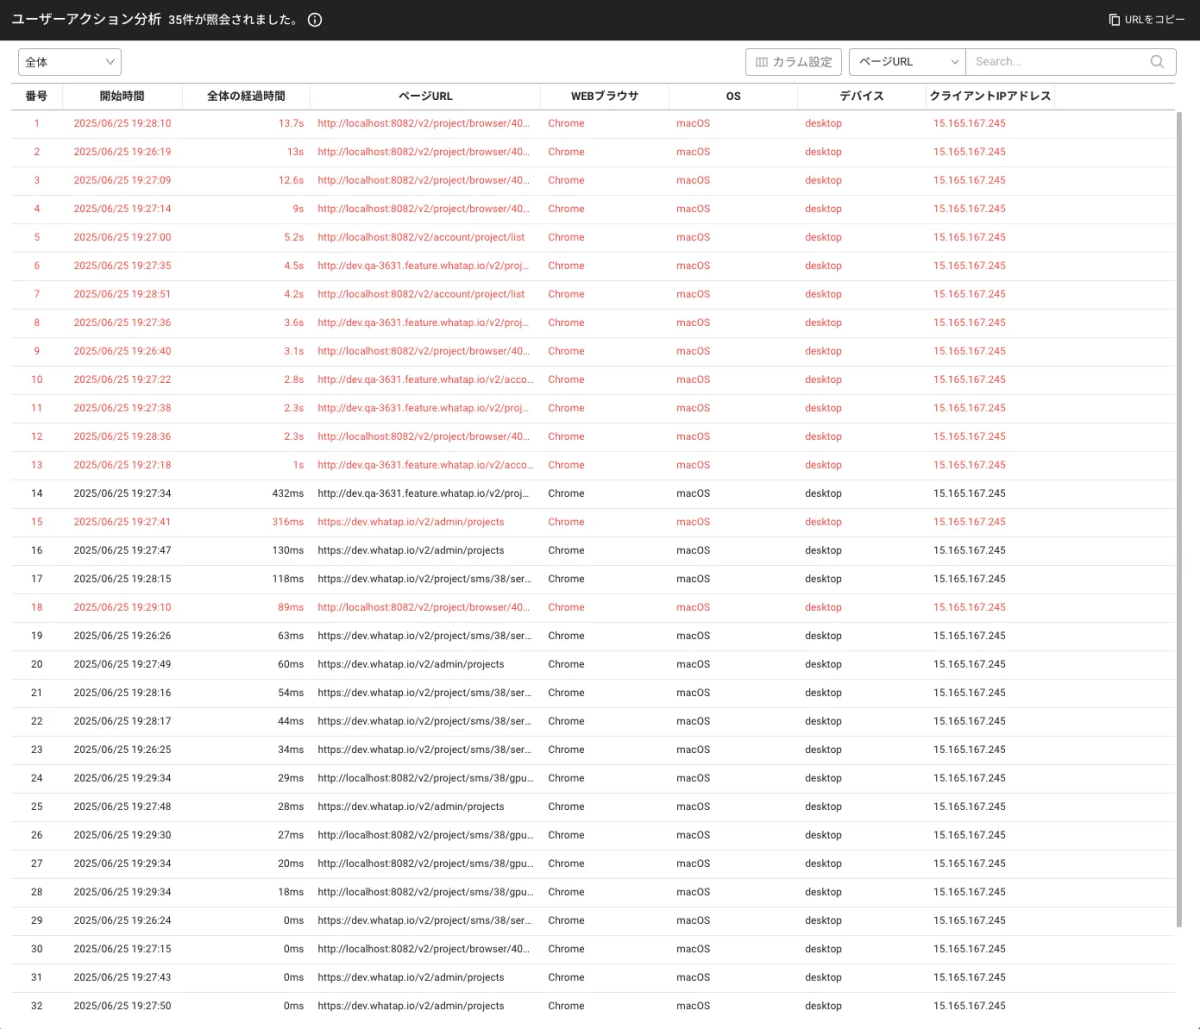 ユーザーアクション分析 35件が照会されました。 URLをコピー
全体 カラム設定 ページURL Search...
番号 開始時間 全体の経過時間 ページURL WEBブラウサ OS デバイス クライアントIPアドレス
1 2025/06/25 19:28:10 13.7s http://localhost:8082/v2/project/browser/40... Chrome macOS desktop 15.165.167.245
2 2025/06/25 19:26:19 13s http://localhost:8082/v2/project/browser/40... Chrome macOS desktop 15.165.167.245
3 2025/06/25 19:27:09 12.6s http://localhost:8082/v2/project/browser/40... Chrome macOS desktop 15.165.167.245
4 2025/06/25 19:27:14 9s http://localhost:8082/v2/project/browser/40... Chrome macOS desktop 15.165.167.245
5 2025/06/25 19:27:00 5.2s http://localhost:8082/v2/account/project/list Chrome macOS desktop 15.165.167.245
6 2025/06/25 19:27:35 4.5s http://dev.qa-3631.feature.whatap.io/v2/proj... Chrome macOS desktop 15.165.167.245
7 2025/06/25 19:28:51 4.2s http://localhost:8082/v2/account/project/list Chrome macOS desktop 15.165.167.245
8 2025/06/25 19:27:36 3.6s http://dev.qa-3631.feature.whatap.io/v2/proj... Chrome macOS desktop 15.165.167.245
9 2025/06/25 19:26:40 3.1s http://localhost:8082/v2/project/browser/40... Chrome macOS desktop 15.165.167.245
10 2025/06/25 19:27:22 2.8s http://dev.qa-3631.feature.whatap.io/v2/acco... Chrome macOS desktop 15.165.167.245
11 2025/06/25 19:27:38 2.3s http://dev.qa-3631.feature.whatap.io/v2/proj... Chrome macOS desktop 15.165.167.245
12 2025/06/25 19:28:36 2.3s http://localhost:8082/v2/project/browser/40... Chrome macOS desktop 15.165.167.245
13 2025/06/25 19:27:18 1s http://dev.qa-3631.feature.whatap.io/v2/acco... Chrome macOS desktop 15.165.167.245
14 2025/06/25 19:27:34 432ms http://dev.qa-3631.feature.whatap.io/v2/proj... Chrome macOS desktop 15.165.167.245
15 2025/06/25 19:27:41 316ms https://dev.whatap.io/v2/admin/projects Chrome macOS desktop 15.165.167.245
16 2025/06/25 19:27:47 130ms https://dev.whatap.io/v2/admin/projects Chrome macOS desktop 15.165.167.245
17 2025/06/25 19:28:15 118ms https://dev.whatap.io/v2/project/sms/38/ser... Chrome macOS desktop 15.165.167.245
18 2025/06/25 19:29:10 89ms http://localhost:8082/v2/project/browser/40... Chrome macOS desktop 15.165.167.245
19 2025/06/25 19:26:26 63ms https://dev.whatap.io/v2/project/sms/38/ser... Chrome macOS desktop 15.165.167.245
20 2025/06/25 19:27:49 60ms https://dev.whatap.io/v2/admin/projects Chrome macOS desktop 15.165.167.245
21 2025/06/25 19:28:16 54ms https://dev.whatap.io/v2/project/sms/38/ser... Chrome macOS desktop 15.165.167.245
22 2025/06/25 19:28:17 44ms https://dev.whatap.io/v2/project/sms/38/ser... Chrome macOS desktop 15.165.167.245
23 2025/06/25 19:26:25 34ms https://dev.whatap.io/v2/project/sms/38/ser... Chrome macOS desktop 15.165.167.245
24 2025/06/25 19:29:34 29ms http://localhost:8082/v2/project/sms/38/gpu... Chrome macOS desktop 15.165.167.245
25 2025/06/25 19:27:48 28ms https://dev.whatap.io/v2/admin/projects Chrome macOS desktop 15.165.167.245
26 2025/06/25 19:29:30 27ms http://localhost:8082/v2/project/sms/38/gpu... Chrome macOS desktop 15.165.167.245
27 2025/06/25 19:29:34 20ms http://localhost:8082/v2/project/sms/38/gpu... Chrome macOS desktop 15.165.167.245
28 2025/06/25 19:29:34 18ms http://localhost:8082/v2/project/sms/38/gpu... Chrome macOS desktop 15.165.167.245
29 2025/06/25 19:26:24 0ms https://dev.whatap.io/v2/project/sms/38/ser... Chrome macOS desktop 15.165.167.245
30 2025/06/25 19:27:15 0ms http://localhost:8082/v2/project/browser/40... Chrome macOS desktop 15.165.167.245
31 2025/06/25 19:27:43 0ms https://dev.whatap.io/v2/admin/projects Chrome macOS desktop 15.165.167.245
32 2025/06/25 19:27:50 0ms https://dev.whatap.io/v2/admin/projects Chrome macOS desktop 15.165.167.245